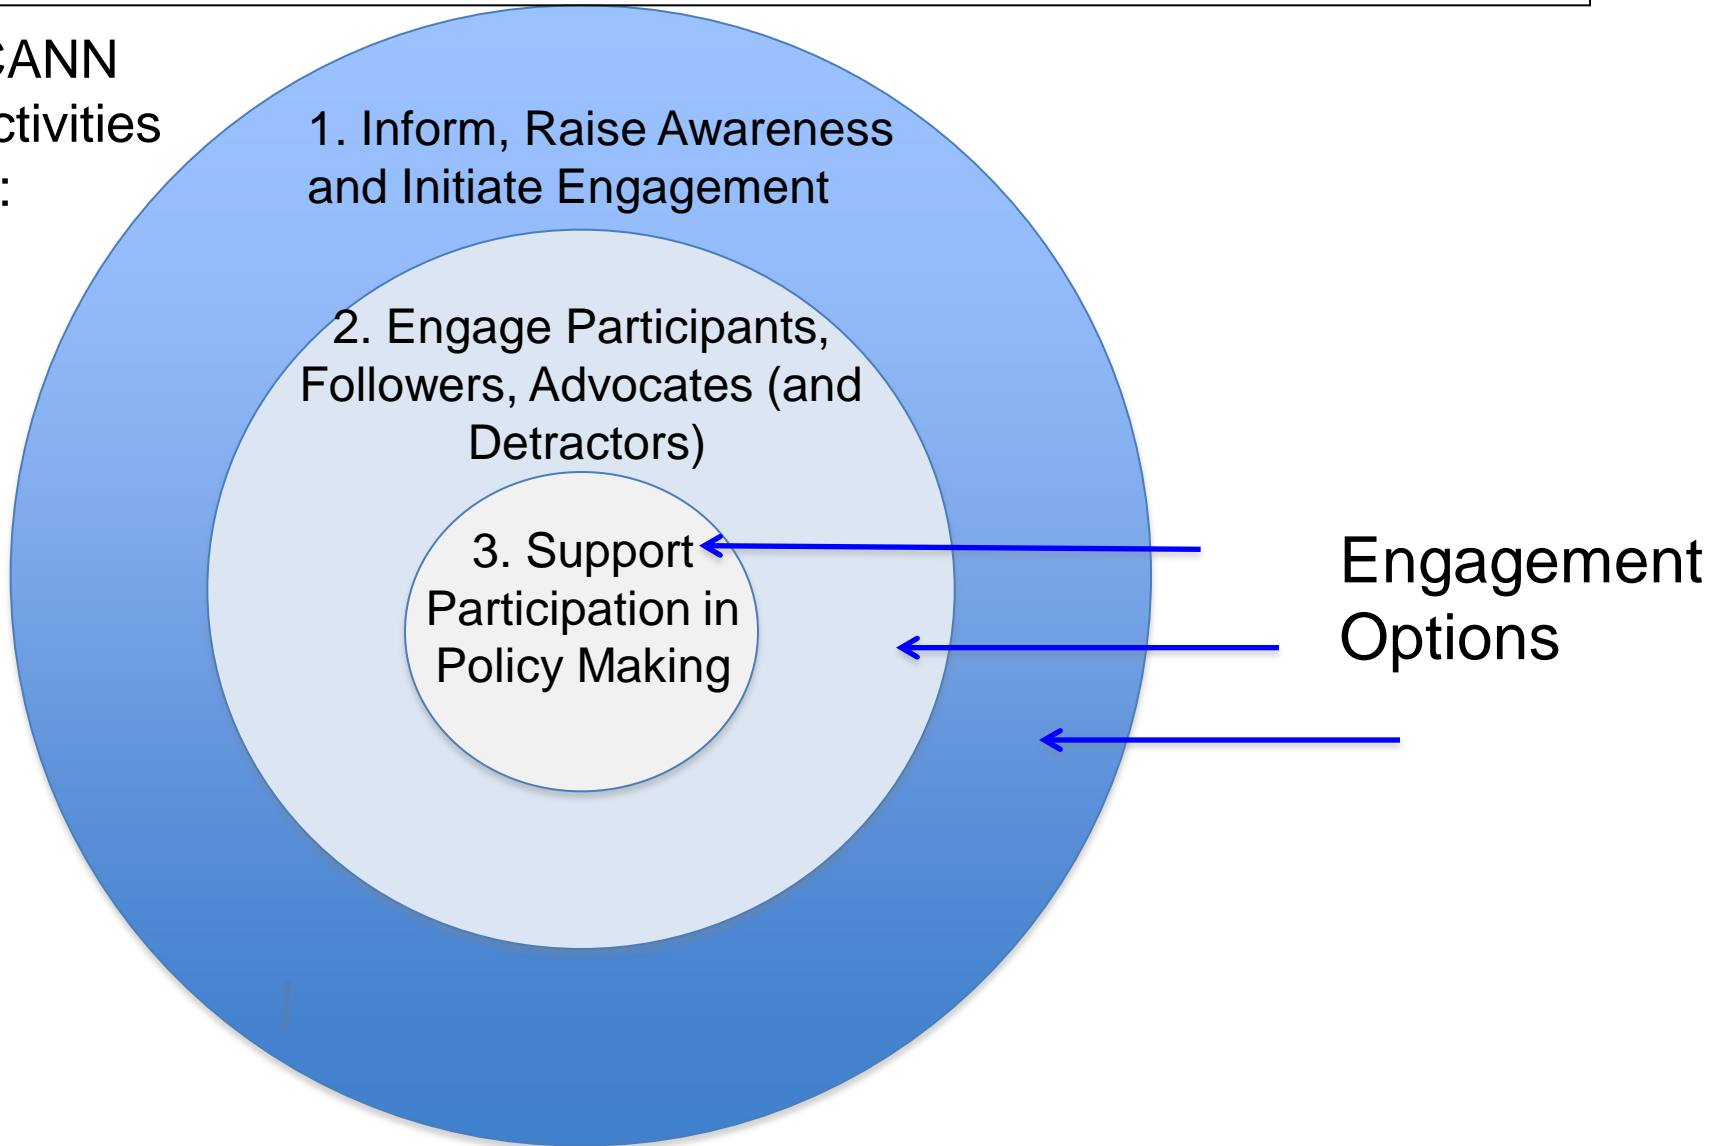 CANN
ctivities
:
1. Inform, Raise Awareness
and Initiate Engagement
2. Engage Participants,
Followers, Advocates (and
Detractors)
3. Support
Participation in
Policy Making
Engagement
Options